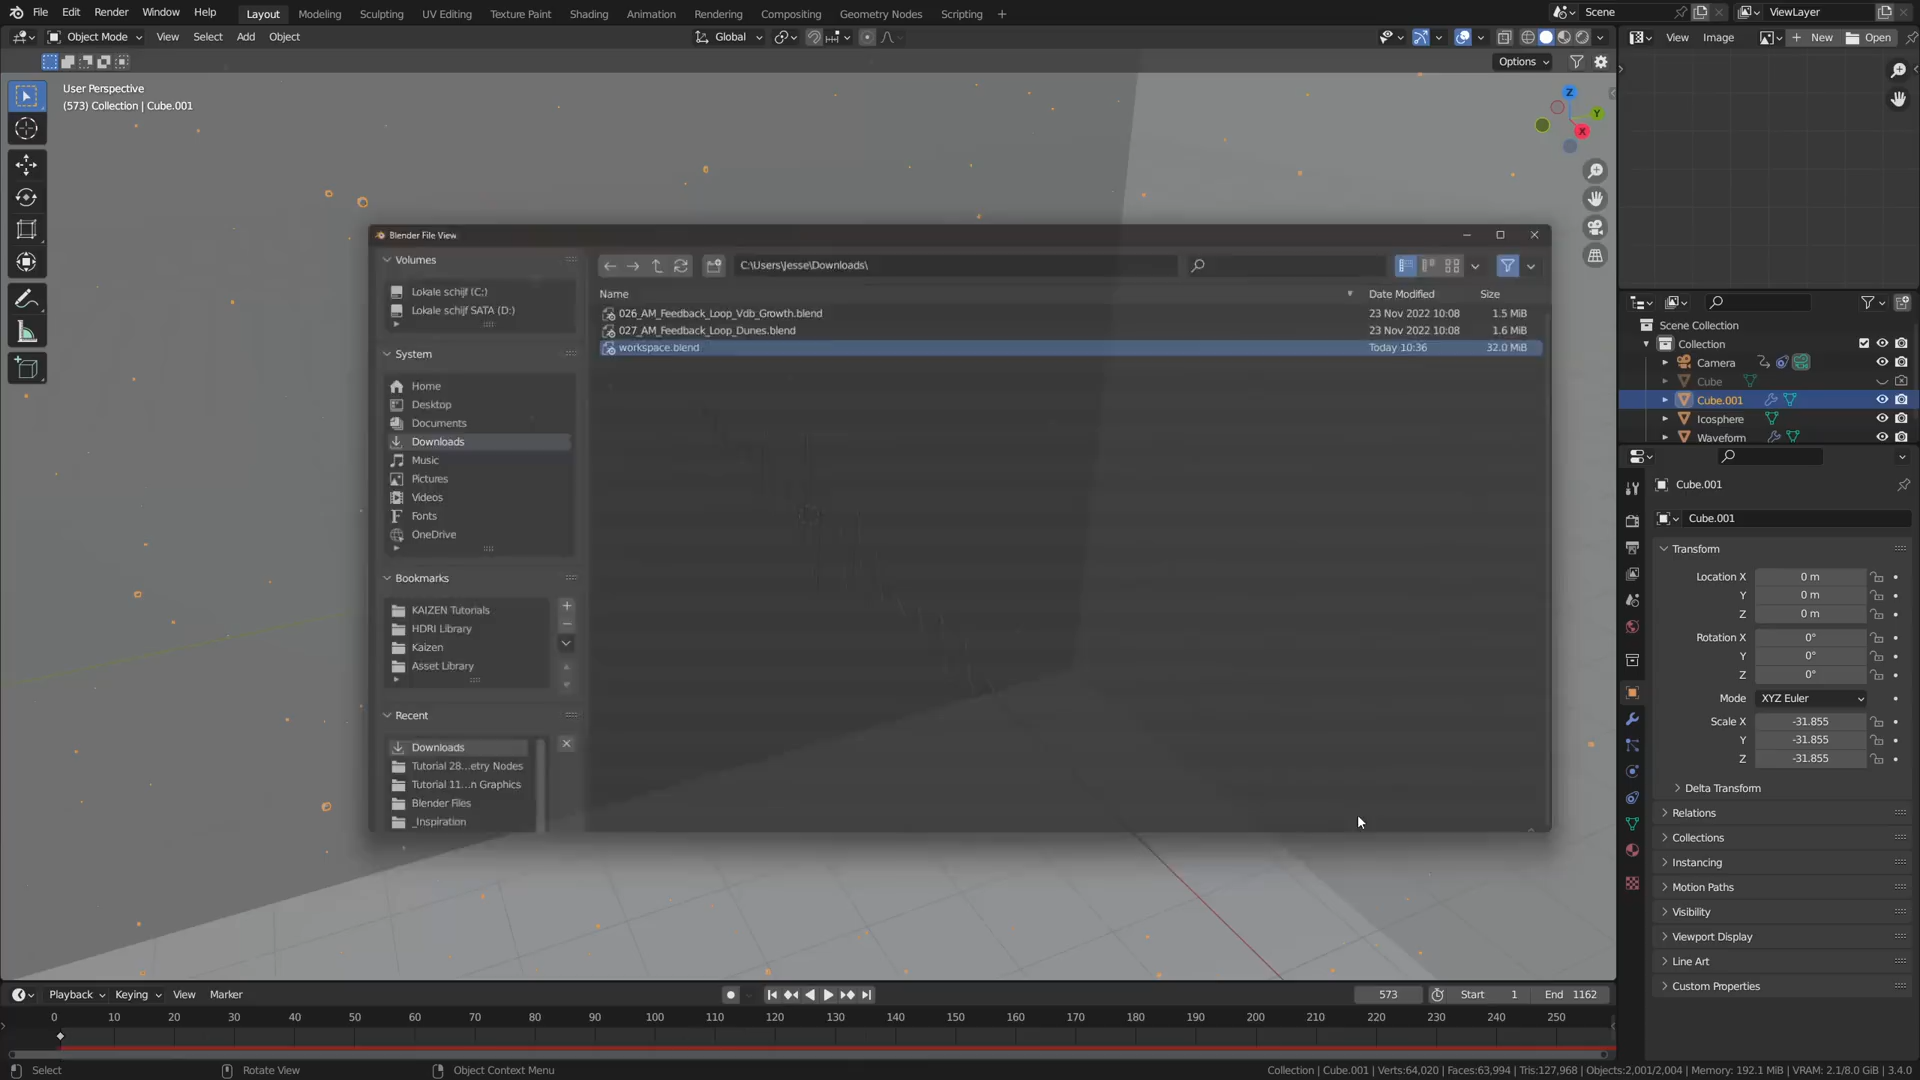 File Edit Render Window Help Layout Modeling Sculpting UV Editing Texture Paint Shading Animation Rendering Compositing Geometry Nodes Scripting + Scene ViewLayer
Object Mode View Select Add Object Global View Image New Open
Options
User Perspective
(573) Collection | Cube.001
Z
Y
X
Blender File View
Volumes
Lokale schijf (C:)
Lokale schijf SATA (D:)
System
Home
Desktop
Documents
Downloads
Music
Pictures
Videos
Fonts
OneDrive
Bookmarks
KAIZEN Tutorials
HDRI Library
Kaizen
Asset Library
Recent
Downloads
Tutorial 28...etry Nodes
Tutorial 11...n Graphics
Blender Files
_Inspiration
C:\Users\Jesse\Downloads\
Name Date Modified Size
026_AM_Feedback_Loop_Vdb_Growth.blend 23 Nov 2022 10:08 1.5 MiB
027_AM_Feedback_Loop_Dunes.blend 23 Nov 2022 10:08 1.6 MiB
workspace.blend Today 10:36 32.0 MiB
Scene Collection
Collection
Camera
Cube
Cube.001
Icosphere
Waveform
Cube.001
Cube.001
Transform
Location X 0 m
Y 0 m
Z 0 m
Rotation X 0°
Y 0°
Z 0°
Mode XYZ Euler
Scale X -31.855
Y -31.855
Z -31.855
Delta Transform
Relations
Collections
Instancing
Motion Paths
Visibility
Viewport Display
Line Art
Custom Properties
Playback Keying View Marker 573 Start 1 End 1162
0 10 20 30 40 50 60 70 80 90 100 110 120 130 140 150 160 170 180 190 200 210 220 230 240 250
Select Rotate View Object Context Menu Collection | Cube.001 | Verts:64,020 | Faces:63,994 | Tris:127,968 | Objects:2,001/2,004 | Memory: 192.1 MiB | VRAM: 2.1/8.0 GiB | 3.4.0